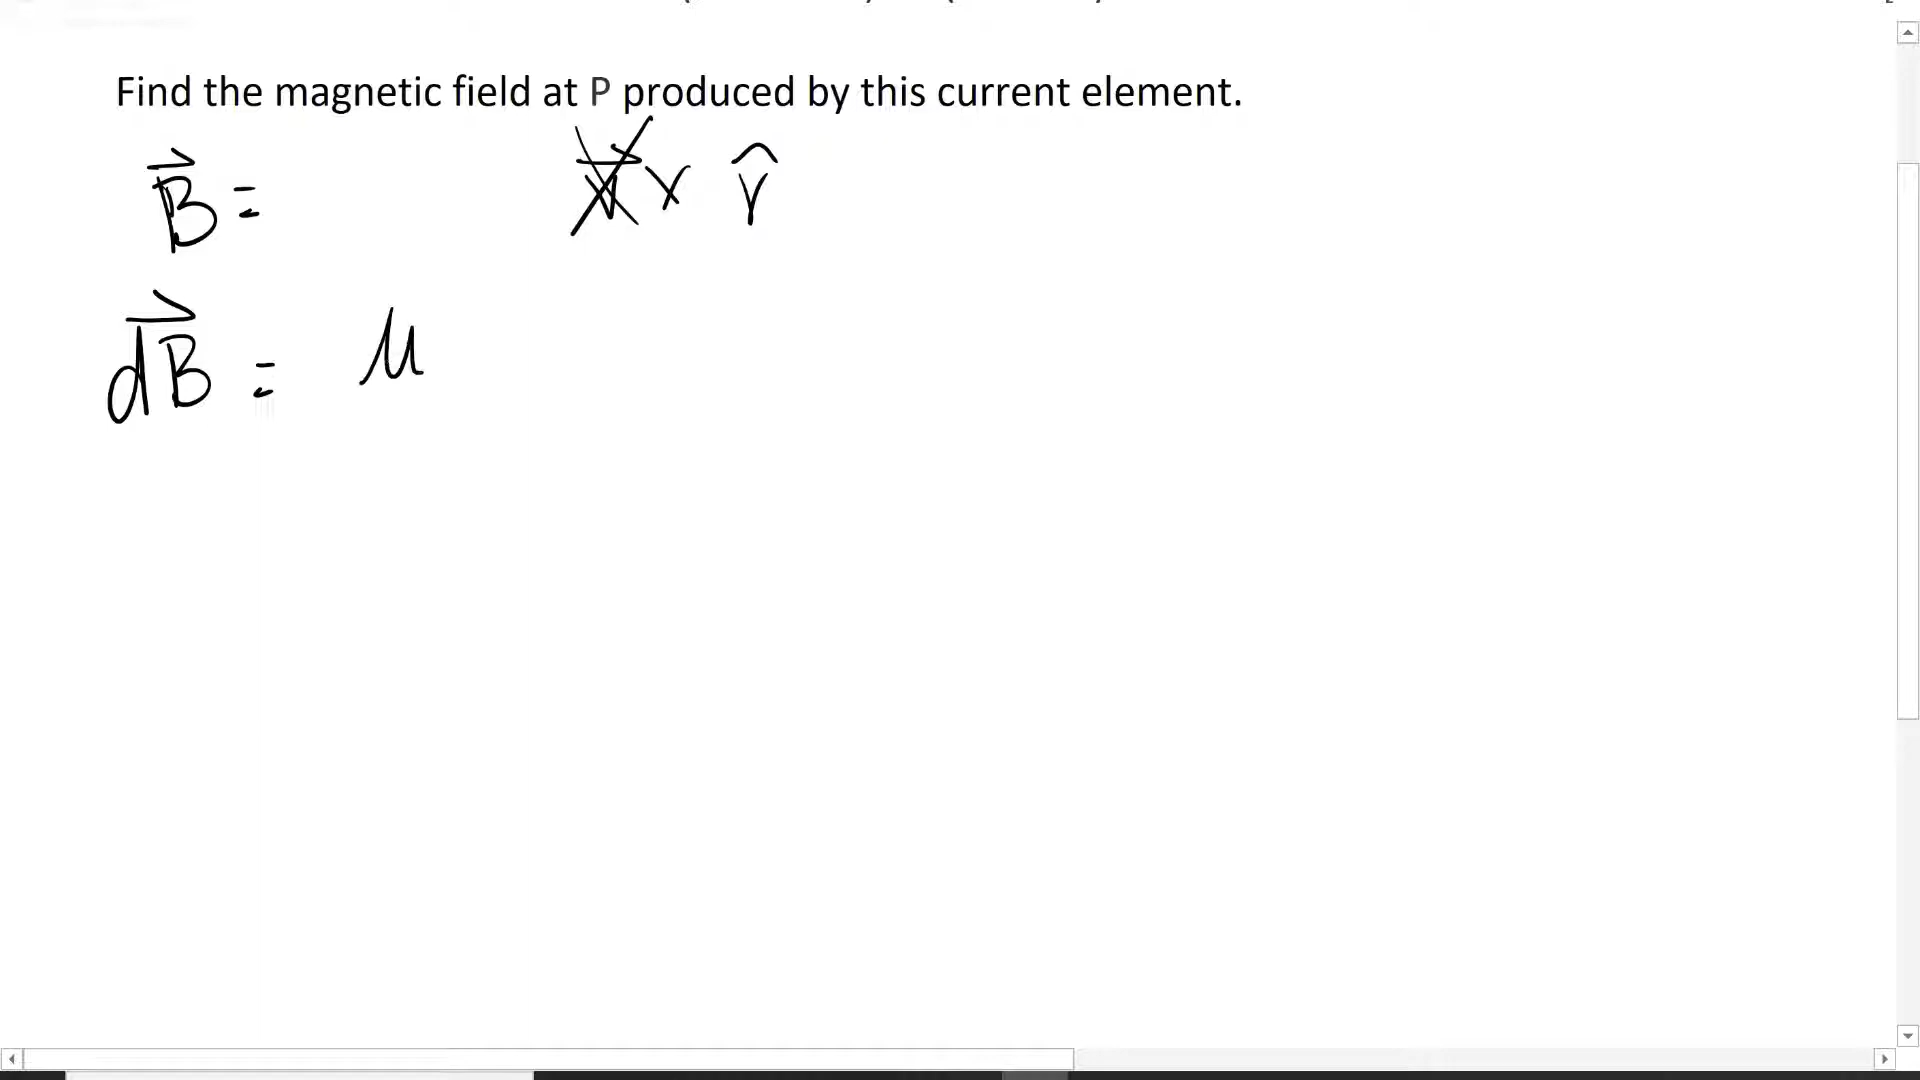 Find the magnetic field at P produced by this current element.
B⃗ = v⃗ × r̂
dB⃗ = μ